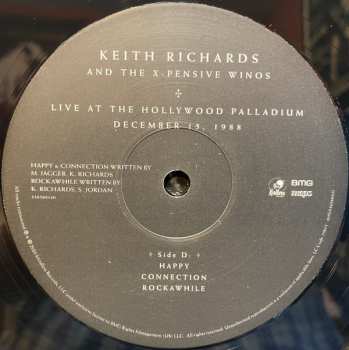 KEITH RICHARDS
AND THE X-PENSIVE WINOS
LIVE AT THE HOLLYWOOD PALLADIUM
DECEMBER 15, 1988
HAPPY & CONNECTION WRITTEN BY
M. JAGGER, K. RICHARDS
ROCKAWHILE WRITTEN BY
K. RICHARDS, S. JORDAN
BMG
Side D:
HAPPY
CONNECTION
ROCKAWHILE